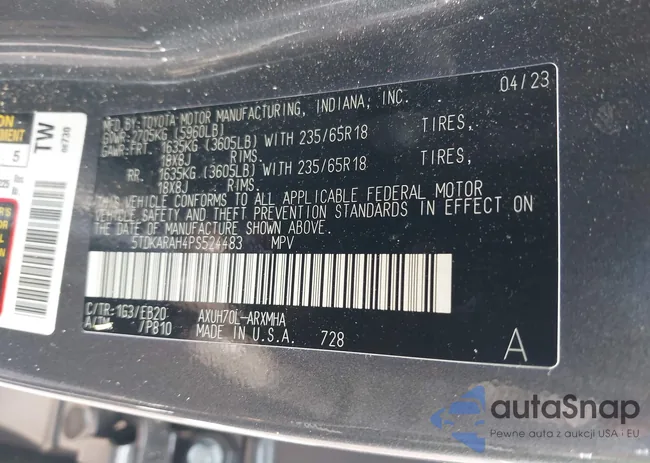 04/23
MFD.BY:TOYOTA MOTOR MANUFACTURING, INDIANA, INC.
GVWR 2705KG (5960LB)
GAWR:FRT. 1635KG (3605LB) WITH 235/65R18 TIRES,
18X8J RIMS.
RR. 1635KG (3605LB) WITH 235/65R18 TIRES,
18X8J RIMS.
THIS VEHICLE CONFORMS TO ALL APPLICABLE FEDERAL MOTOR
VEHICLE SAFETY AND THEFT PREVENTION STANDARDS IN EFFECT ON
THE DATE OF MANUFACTURE SHOWN ABOVE.
5TDKARAH4PS524483 MPV
C/TR:1G3/EB20 AXUH70L-ARXMHA
A/TM /P810 MADE IN U.S.A. 728
A
TW
5
autaSnap
Pewne auta z aukcji USA i EU